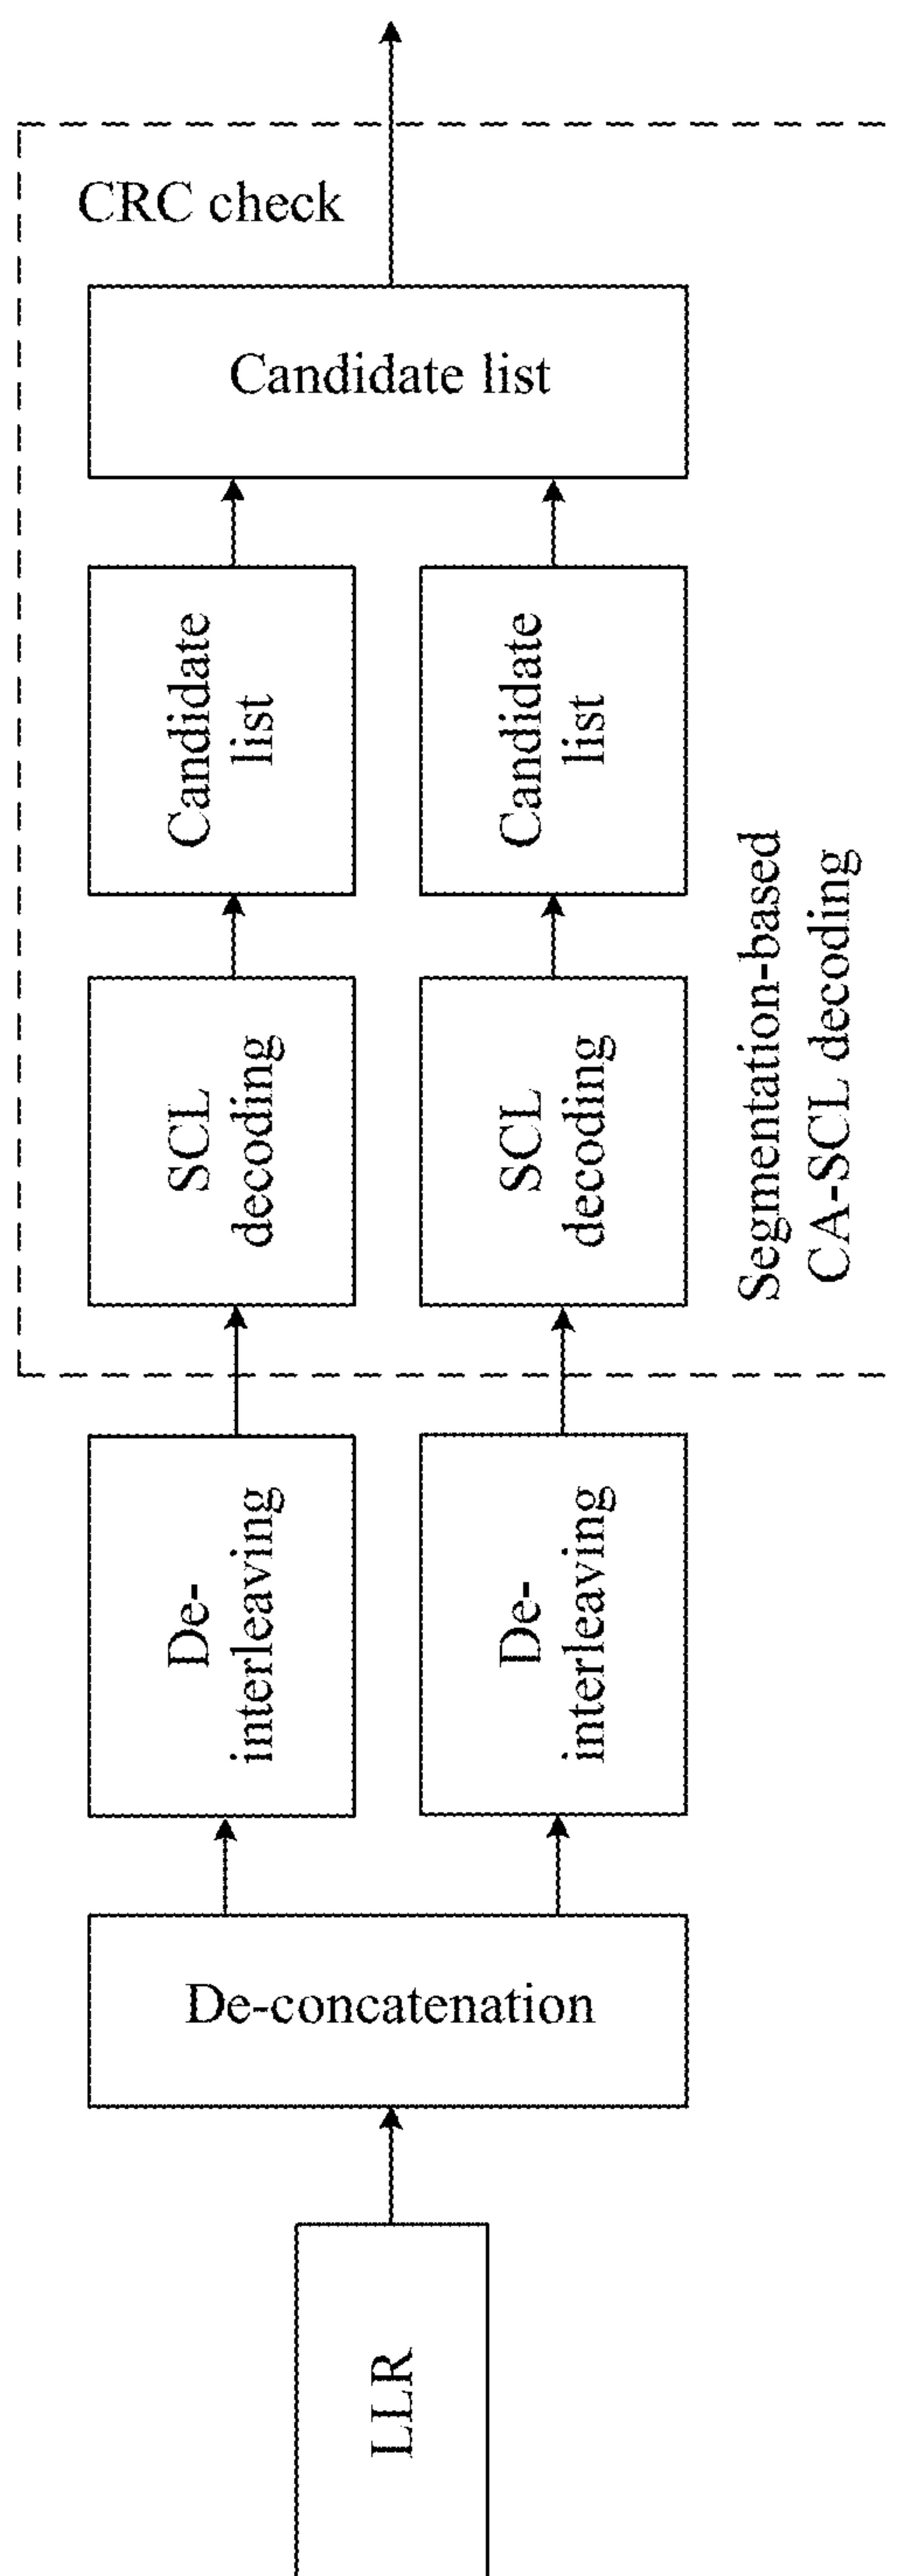 CRC check
Candidate list
Candidate
list
Candidate
list
SCL
decoding
SCL
decoding
Segmentation-based
CA-SCL decoding
De-
interleaving
De-
interleaving
De-concatenation
LLR